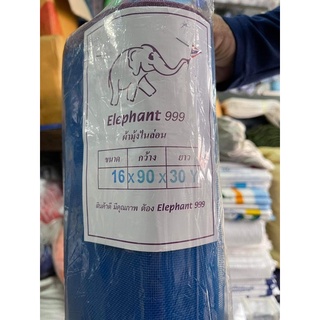 Elephant 999
ผ้ามุ้งไนล่อน
ขนาด กว้าง ยาว
16 x 90 x 30 Y
สินค้าดี มีคุณภาพ ต้อง Elephant 999